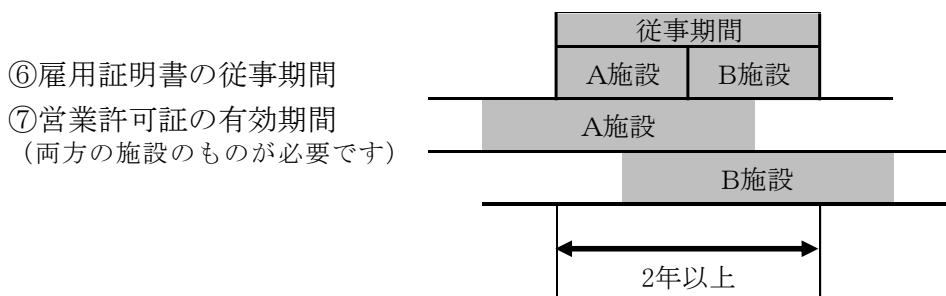 従事期間
⑥雇用証明書の従事期間
A施設 B施設
⑦営業許可証の有効期間
A施設
（両方の施設のものが必要です）
B施設
2年以上